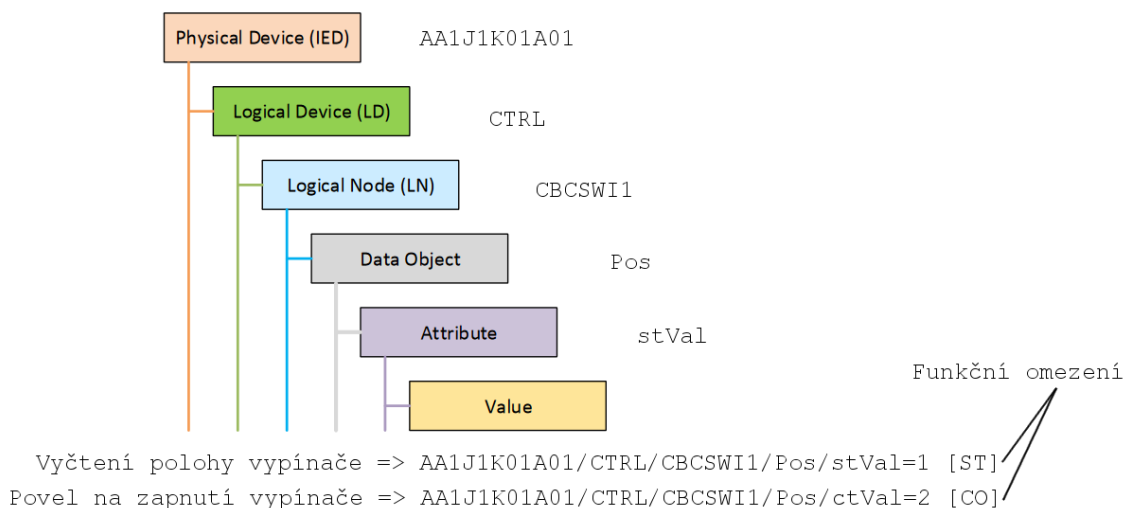 Physical Device (IED) AA1J1K01A01
Logical Device (LD) CTRL
Logical Node (LN) CBCSWI1
Data Object Pos
Attribute stVal
Funkční omezení
Value
Vyčtení polohy vypínače => AA1J1K01A01/CTRL/CBCSWI1/Pos/stVal=1 [ST]
Povel na zapnutí vypínače => AA1J1K01A01/CTRL/CBCSWI1/Pos/ctVal=2 [CO]